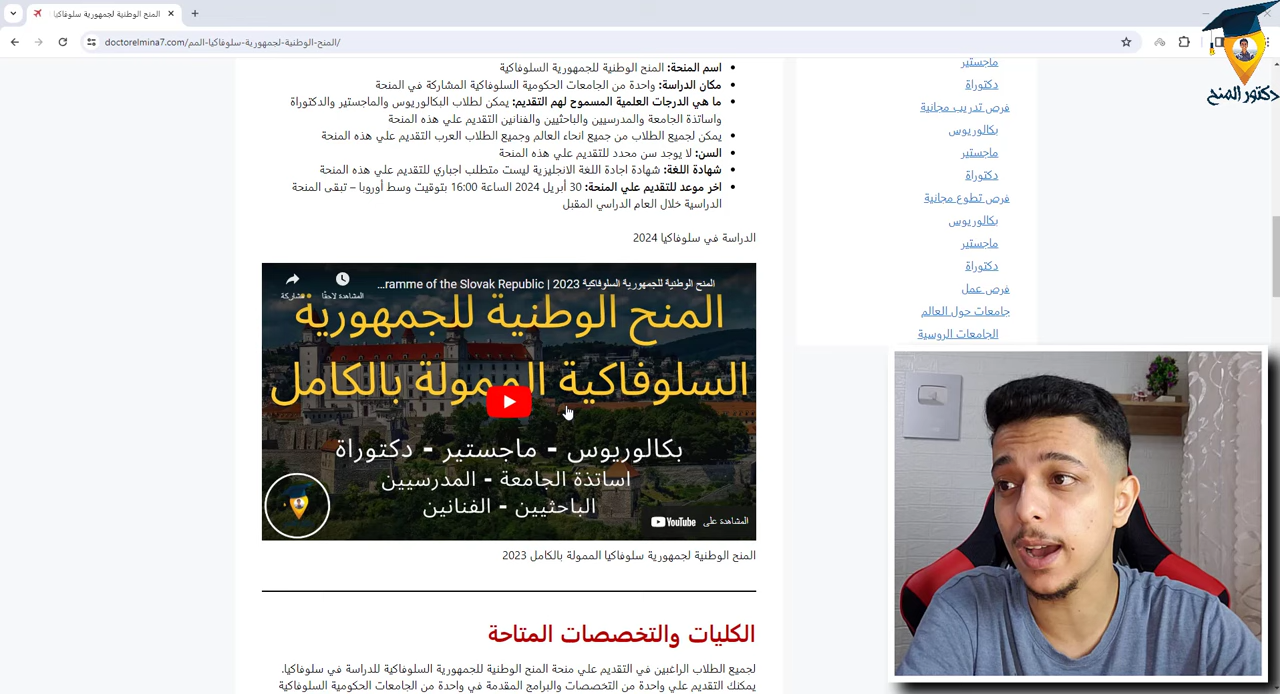 المنح الوطنية لجمهورية سلوفاكيا
doctorelmina7.com/المنح-الوطنية-لجمهورية-سلوفاكيا-المم/
دكتور المنح
اسم المنحة: المنح الوطنية للجمهورية السلوفاكية
مكان الدراسة: واحدة من الجامعات الحكومية السلوفاكية المشاركة في المنحة
ما هي الدرجات العلمية المسموح لهم التقديم: يمكن لطلاب البكالوريوس والماجستير والدكتوراة
واساتذة الجامعة والمدرسيين والباحثيين والفنانين التقديم علي هذه المنحة
يمكن لجميع الطلاب من جميع انحاء العالم وجميع الطلاب العرب التقديم علي هذه المنحة
السن: لا يوجد سن محدد للتقديم علي هذه المنحة
شهادة اللغة: شهادة اجادة اللغة الانجليزية ليست متطلب اجباري للتقديم علي هذه المنحة
اخر موعد للتقديم علي المنحة: 30 أبريل 2024 الساعة 16:00 بتوقيت وسط أوروبا – تبقى المنحة
الدراسية خلال العام الدراسي المقبل
الدراسة في سلوفاكيا 2024
المنح الوطنية للجمهورية السلوفاكية 2023 | ramme of the Slovak Republic...
المشاهدة لاحقًا
مشاركة
المنح الوطنية للجمهورية
السلوفاكية الممولة بالكامل
بكالوريوس - ماجستير - دكتوراة
اساتذة الجامعة - المدرسيين
الباحثيين - الفنانين
المشاهدة على YouTube
المنح الوطنية لجمهورية سلوفاكيا الممولة بالكامل 2023
الكليات والتخصصات المتاحة
لجميع الطلاب الراغبين في التقديم علي منحة المنح الوطنية للجمهورية السلوفاكية للدراسة في سلوفاكيا.
يمكنك التقديم علي واحدة من التخصصات والبرامج المقدمة في واحدة من الجامعات الحكومية السلوفاكية
ماجستير
دكتوراة
فرص تدريب مجانية
بكالوريوس
ماجستير
دكتوراة
فرص تطوع مجانية
بكالوريوس
ماجستير
دكتوراة
فرص عمل
جامعات حول العالم
الجامعات الروسية